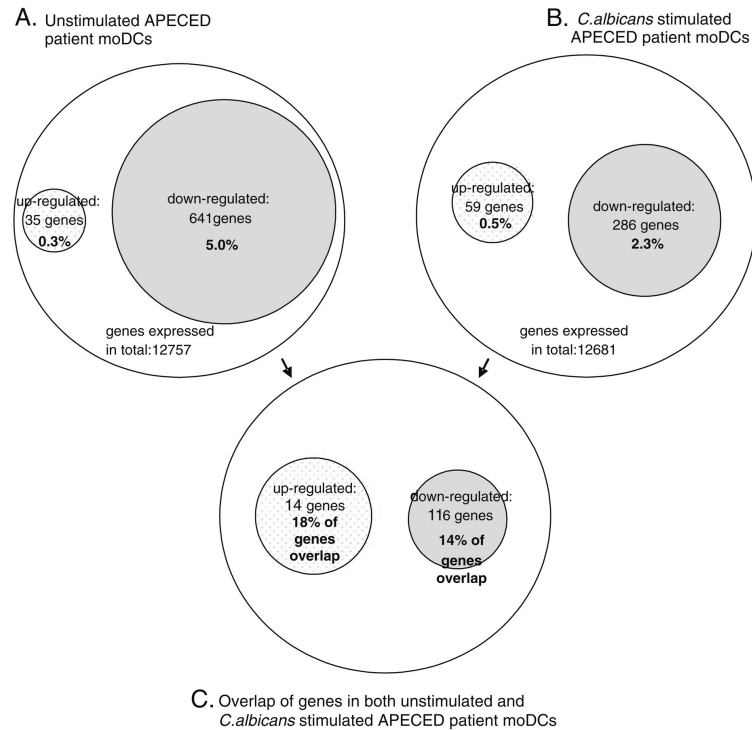 A. Unstimulated APECED
patient moDCs
up-regulated:
35 genes
0.3%
down-regulated:
641genes
5.0%
genes expressed
in total:12757
B. C.albicans stimulated
APECED patient moDCs
up-regulated:
59 genes
0.5%
down-regulated:
286 genes
2.3%
genes expressed
in total:12681
up-regulated:
14 genes
18% of
genes
overlap
down-regulated:
116 genes
14% of
genes
overlap
C. Overlap of genes in both unstimulated and
C.albicans stimulated APECED patient moDCs